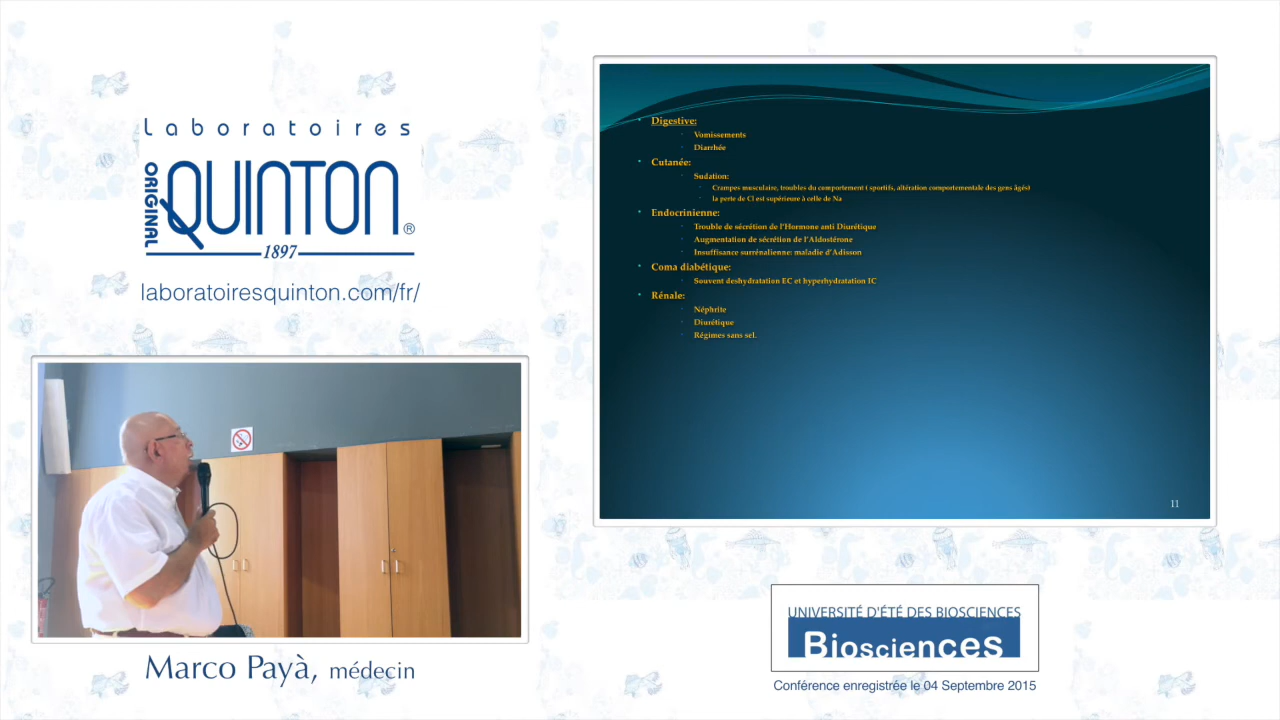 Laboratoires
ORIGINAL
QUINTON®
1897
laboratoiresquinton.com/fr/
Marco Payà, médecin
Digestive:
Vomissements
Diarrhée
Cutanée:
Sudation:
Crampes musculaire, troubles du comportement ( sportifs, altération comportementale des gens âgés)
la perte de Cl est supérieure à celle de Na
Endocrinienne:
Trouble de sécrétion de l'Hormone anti Diurétique
Augmentation de sécrétion de l'Aldostérone
Insuffisance surrénalienne: maladie d'Adisson
Coma diabétique:
Souvent deshydratation EC et hyperhydratation IC
Rénale:
Néphrite
Diurétique
Régimes sans sel.
11
UNIVERSITÉ D'ÉTÉ DES BIOSCIENCES
Biosciences
Conférence enregistrée le 04 Septembre 2015